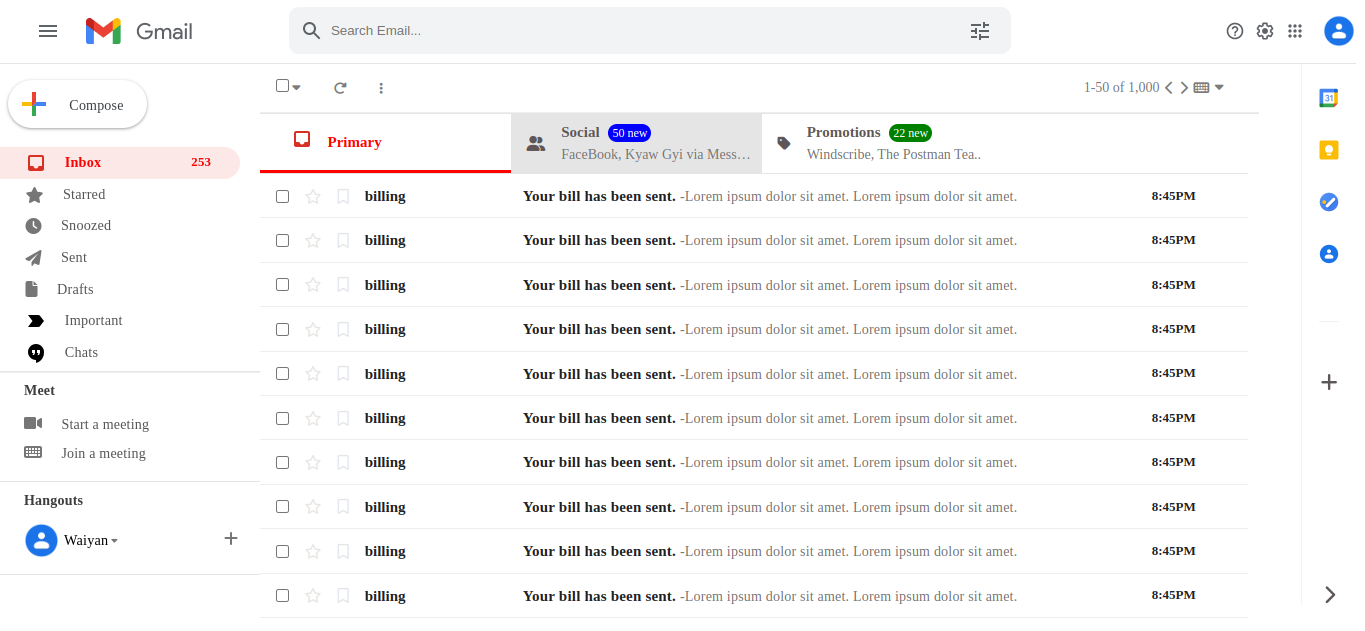 Gmail
Search Email...
Compose
1-50 of 1,000
Inbox 253
Starred
Snoozed
Sent
Drafts
Important
Chats
Meet
Start a meeting
Join a meeting
Hangouts
Waiyan
Primary
Social 50 new
FaceBook, Kyaw Gyi via Mess…
Promotions 22 new
Windscribe, The Postman Tea..
billing Your bill has been sent. -Lorem ipsum dolor sit amet. Lorem ipsum dolor sit amet. 8:45PM
billing Your bill has been sent. -Lorem ipsum dolor sit amet. Lorem ipsum dolor sit amet. 8:45PM
billing Your bill has been sent. -Lorem ipsum dolor sit amet. Lorem ipsum dolor sit amet. 8:45PM
billing Your bill has been sent. -Lorem ipsum dolor sit amet. Lorem ipsum dolor sit amet. 8:45PM
billing Your bill has been sent. -Lorem ipsum dolor sit amet. Lorem ipsum dolor sit amet. 8:45PM
billing Your bill has been sent. -Lorem ipsum dolor sit amet. Lorem ipsum dolor sit amet. 8:45PM
billing Your bill has been sent. -Lorem ipsum dolor sit amet. Lorem ipsum dolor sit amet. 8:45PM
billing Your bill has been sent. -Lorem ipsum dolor sit amet. Lorem ipsum dolor sit amet. 8:45PM
billing Your bill has been sent. -Lorem ipsum dolor sit amet. Lorem ipsum dolor sit amet. 8:45PM
billing Your bill has been sent. -Lorem ipsum dolor sit amet. Lorem ipsum dolor sit amet. 8:45PM
31